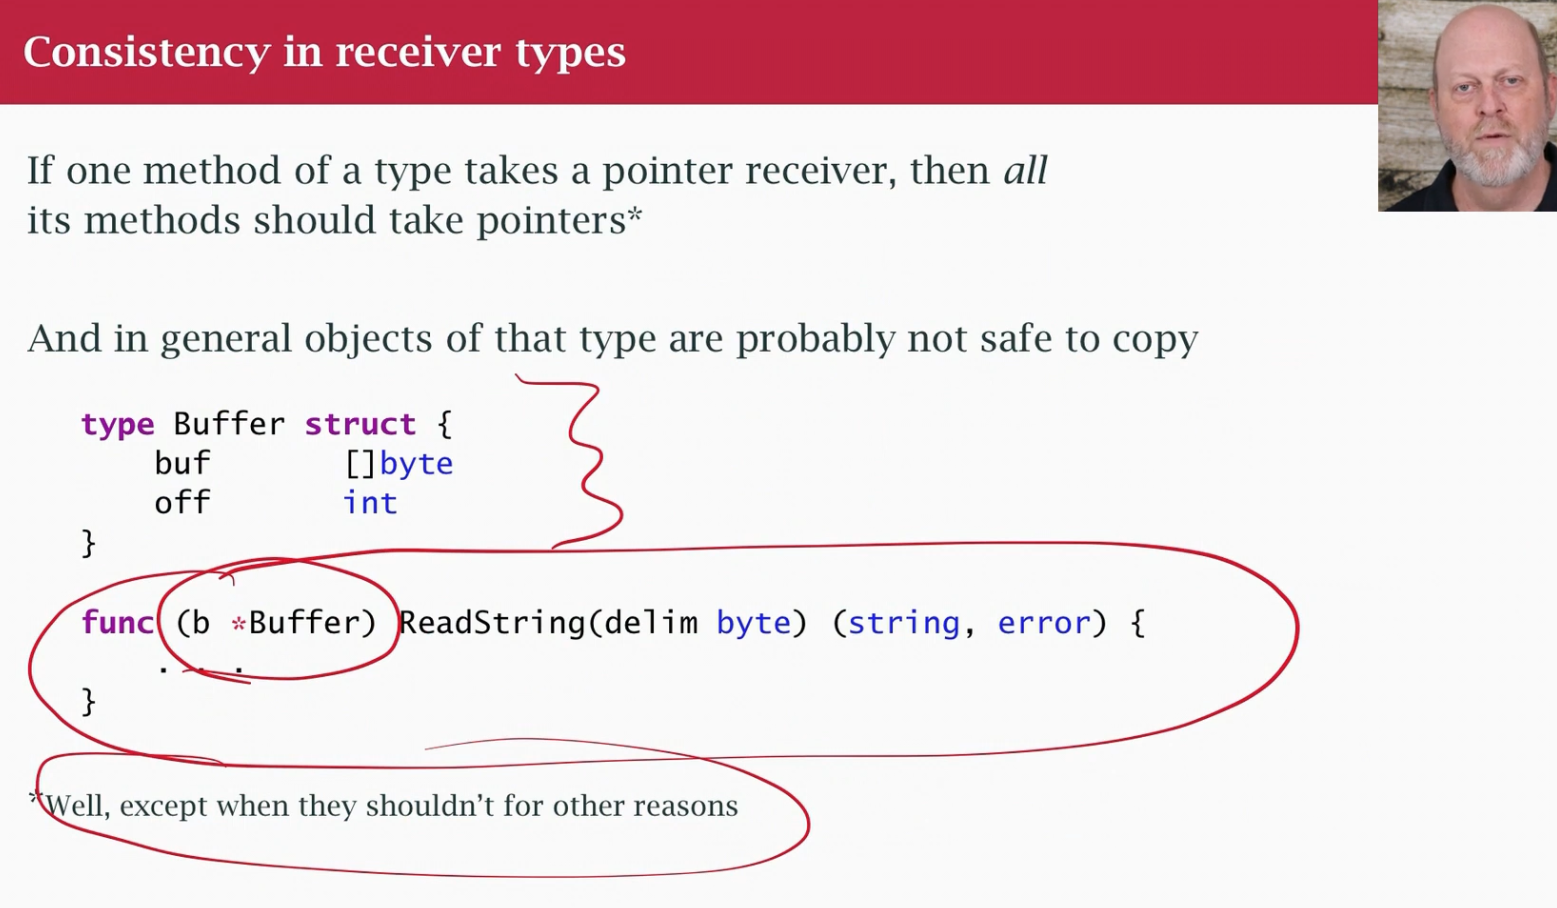 Consistency in receiver types
If one method of a type takes a pointer receiver, then all
its methods should take pointers*
And in general objects of that type are probably not safe to copy
type Buffer struct {
buf []byte
off int
}
func (b *Buffer) ReadString(delim byte) (string, error) {
. . .
}
*Well, except when they shouldn’t for other reasons